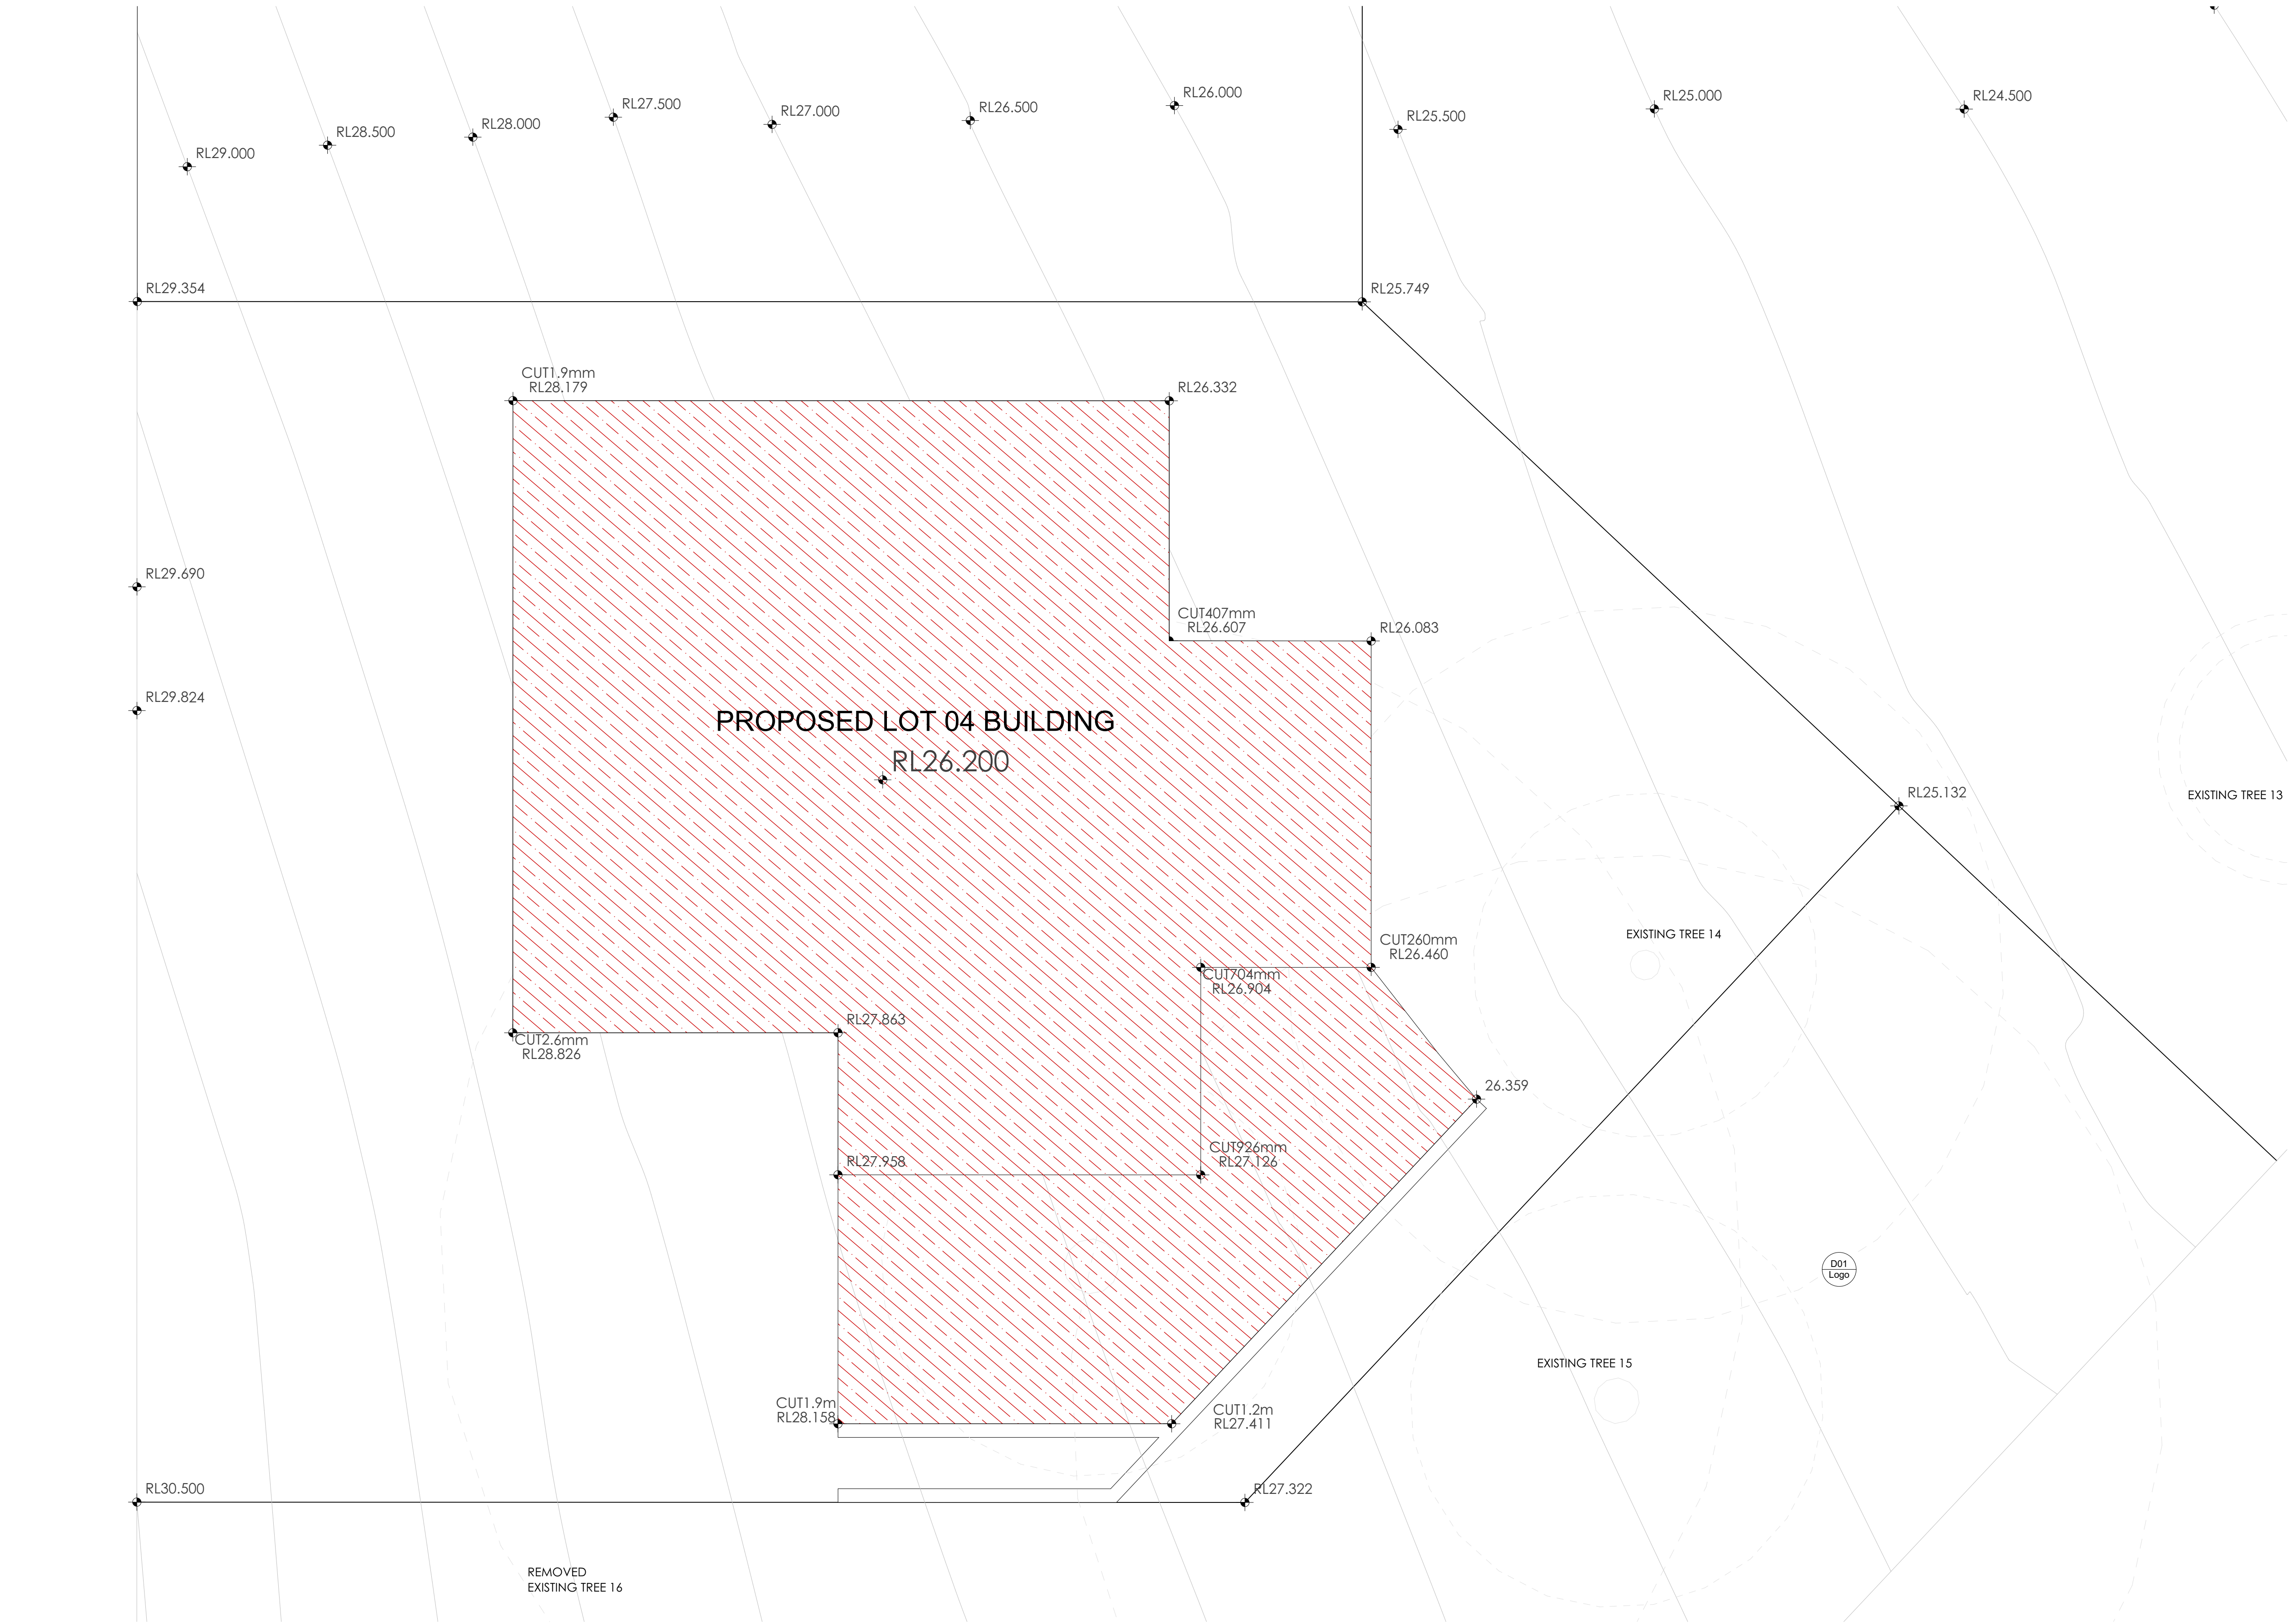 RL26.000
RL25.000
RL24.500
RL27.500
RL27.000
RL26.500
RL25.500
RL28.000
RL28.500
RL29.000
RL29.354
RL25.749
CUT1.9mm
RL28.179
RL26.332
RL29.690
CUT407mm
RL26.607
RL26.083
RL29.824
PROPOSED LOT 04 BUILDING
RL26.200
RL25.132
EXISTING TREE 13
EXISTING TREE 14
CUT260mm
RL26.460
CUT704mm
RL26.904
RL27.863
CUT2.6mm
RL28.826
26.359
CUT926mm
RL27.126
RL27.958
D01
Logo
EXISTING TREE 15
CUT1.9m
RL28.158
CUT1.2m
RL27.411
RL30.500
RL27.322
REMOVED
EXISTING TREE 16